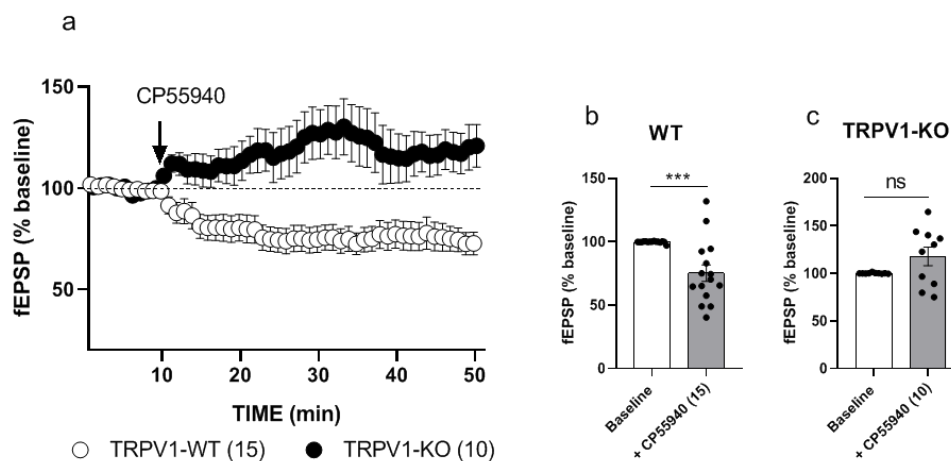 a
CP55940
fEPSP (% baseline)
150
100
50
10
20
30
40
50
TIME (min)
TRPV1-WT (15)
TRPV1-KO (10)
b
WT
***
fEPSP (% baseline)
150
100
50
0
Baseline
+ CP55940 (15)
c
TRPV1-KO
ns
fEPSP (% baseline)
200
150
100
50
0
Baseline
+ CP55940 (10)